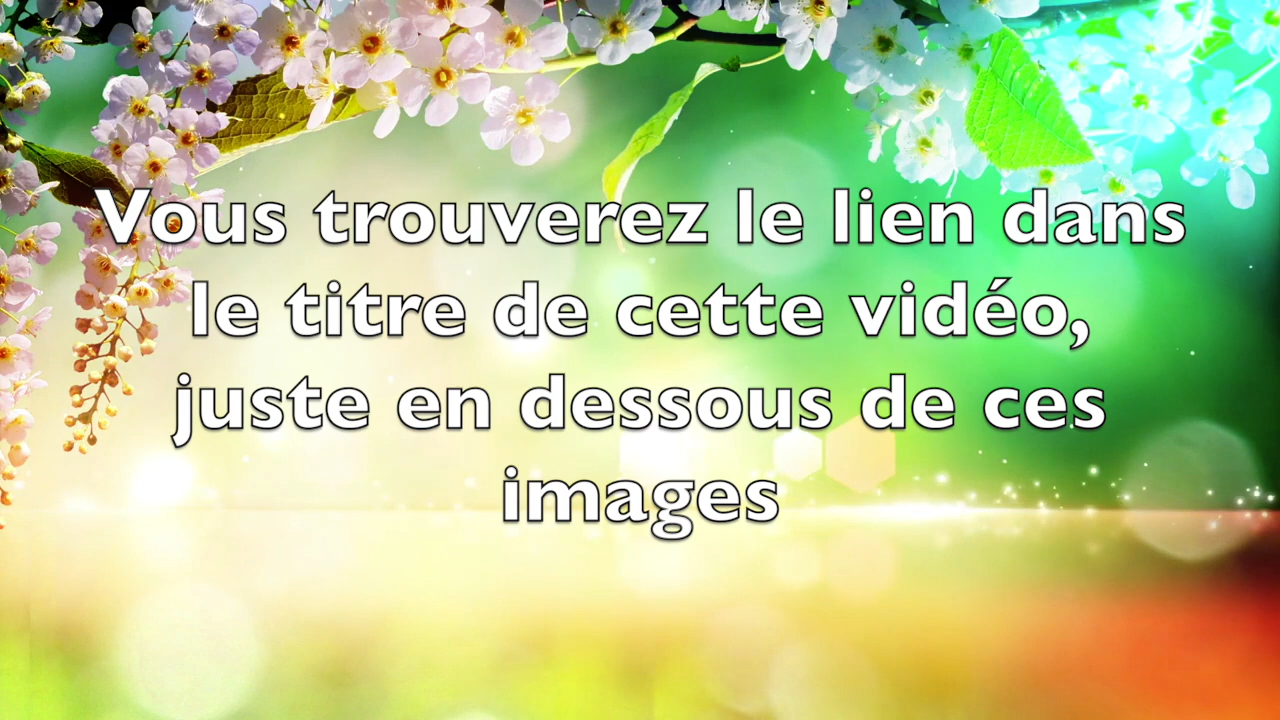 Vous trouverez le lien dans
le titre de cette vidéo,
juste en dessous de ces
images